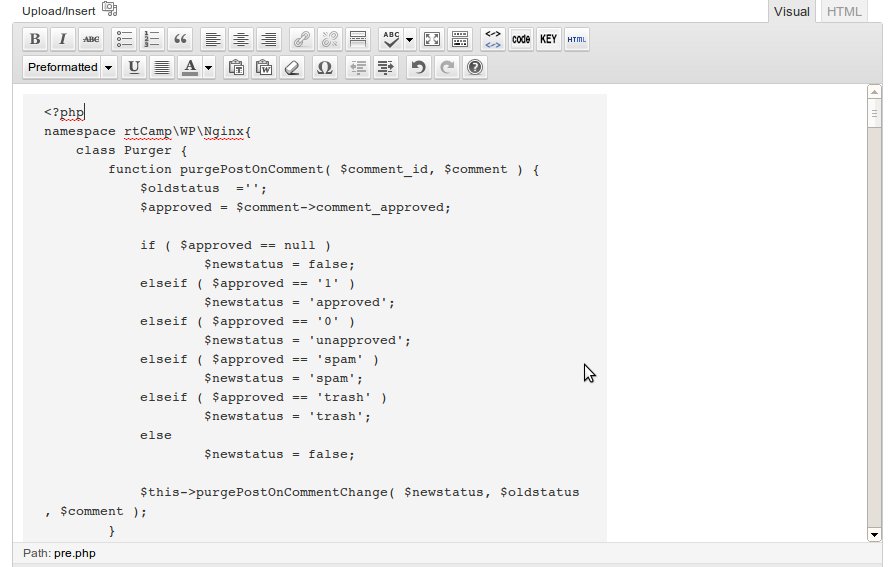 Upload/Insert
Visual HTML
B I ABC “ ABC <-> <-> code KEY HTML
Preformatted U A Ω
<?php
namespace rtCamp\WP\Nginx{
    class Purger {
        function purgePostOnComment( $comment_id, $comment ) {
            $oldstatus  ='';
            $approved = $comment->comment_approved;
            if ( $approved == null )
                    $newstatus = false;
            elseif ( $approved == '1' )
                    $newstatus = 'approved';
            elseif ( $approved == '0' )
                    $newstatus = 'unapproved';
            elseif ( $approved == 'spam' )
                    $newstatus = 'spam';
            elseif ( $approved == 'trash' )
                    $newstatus = 'trash';
            else
                    $newstatus = false;
            $this->purgePostOnCommentChange( $newstatus, $oldstatus
, $comment );
        }
Path: pre.php